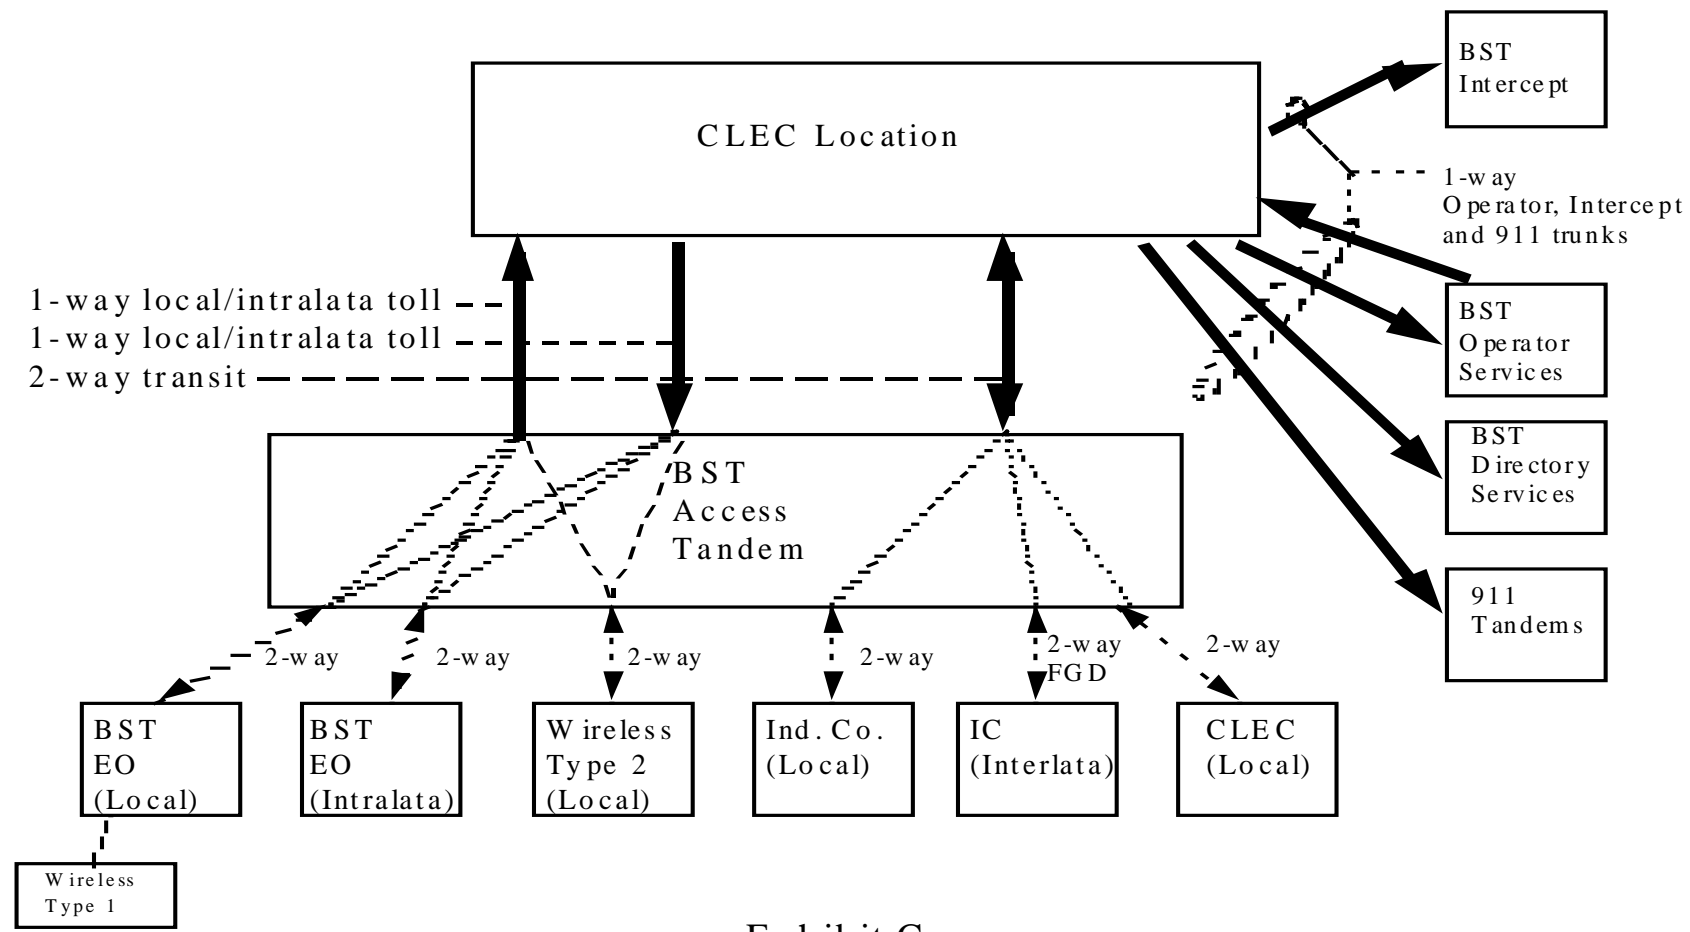 BST
Intercept
CLEC Location
1-way
Operator, Intercept
and 911 trunks
1-way local/intralata toll
1-way local/intralata toll
2-way transit
BST
Operator
Services
BST
Directory
Services
BST
Access
Tandem
911
Tandems
2-way
2-way
2-way
2-way
2-way
FGD
2-way
BST
EO
(Local)
BST
EO
(Intralata)
Wireless
Type 2
(Local)
Ind. Co.
(Local)
IC
(Interlata)
CLEC
(Local)
Wireless
Type 1
Exhibit C